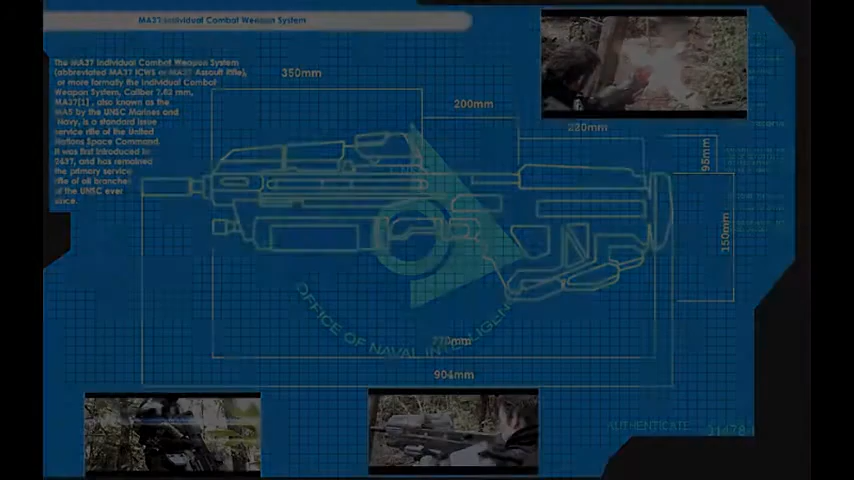 MA37 Individual Combat Weapon System
The MA37 Individual Combat Weapon System
(abbreviated MA37 ICWS or MA37 Assault Rifle),
or more formally the Individual Combat
Weapon System, Caliber 7.62 mm,
MA37[1] , also known as the
MA5 by the UNSC Marines and
Navy, is a standard issue
service rifle of the United
Nations Space Command.
It was first introduced in
2437, and has remained
the primary service
rifle of all branches
of the UNSC ever
since.
350mm
200mm
220mm
95mm
150mm
OFFICE OF NAVAL INTELLIGENCE
770mm
904mm
AUTHENTICATE